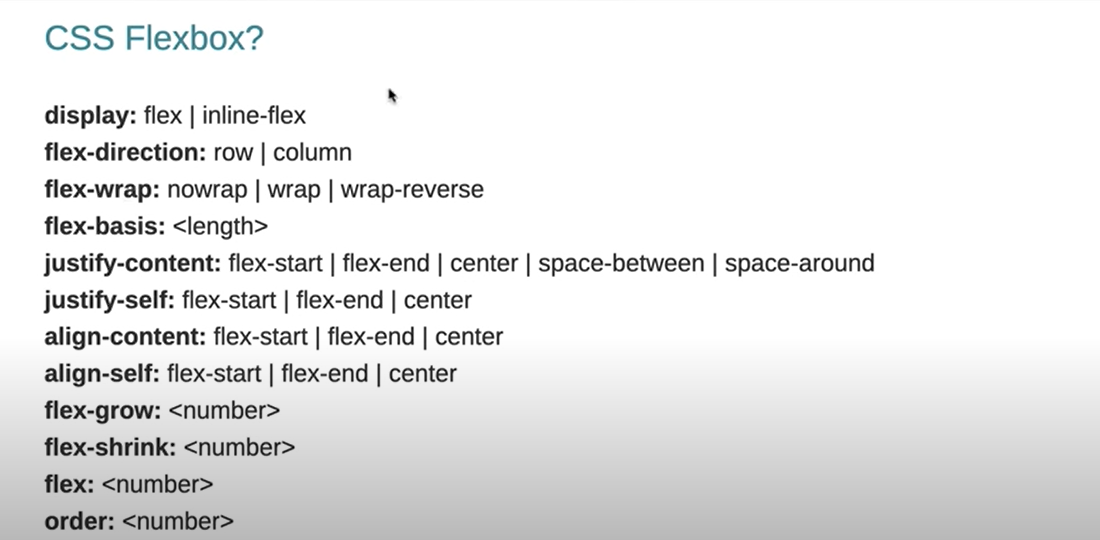 CSS Flexbox?
display: flex | inline-flex
flex-direction: row | column
flex-wrap: nowrap | wrap | wrap-reverse
flex-basis: <length>
justify-content: flex-start | flex-end | center | space-between | space-around
justify-self: flex-start | flex-end | center
align-content: flex-start | flex-end | center
align-self: flex-start | flex-end | center
flex-grow: <number>
flex-shrink: <number>
flex: <number>
order: <number>